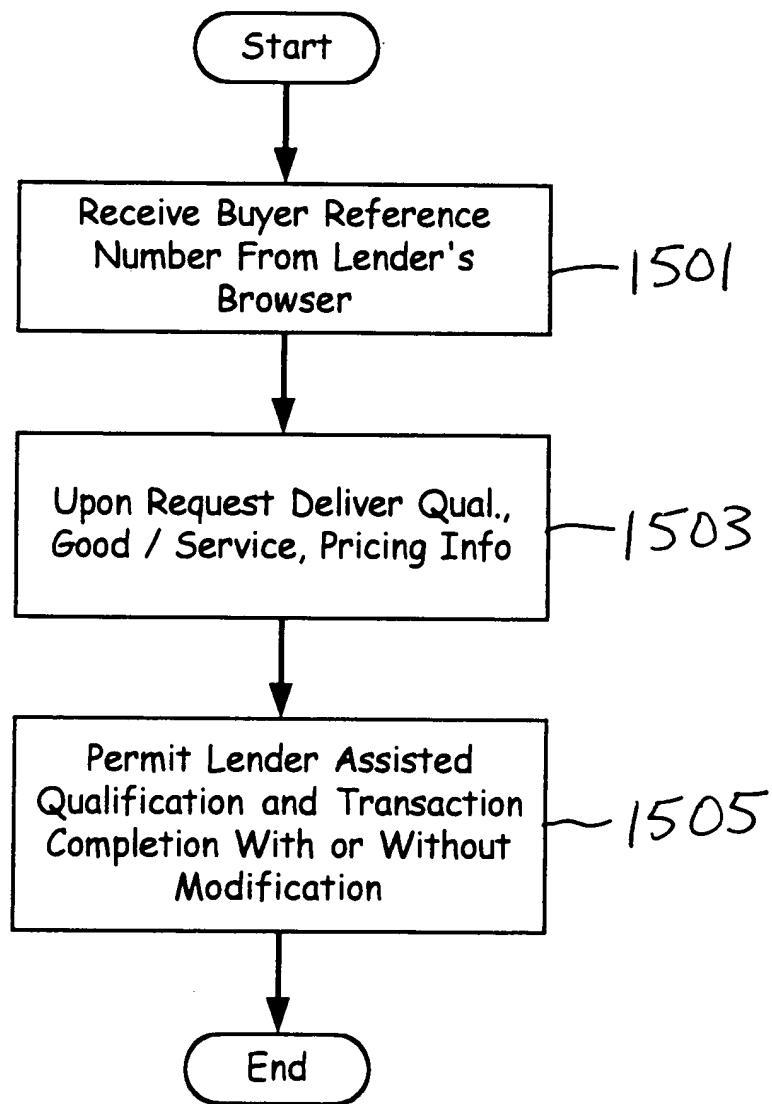 Start
Receive Buyer Reference
Number From Lender's
Browser
1501
Upon Request Deliver Qual.,
Good / Service, Pricing Info
1503
Permit Lender Assisted
Qualification and Transaction
Completion With or Without
Modification
1505
End